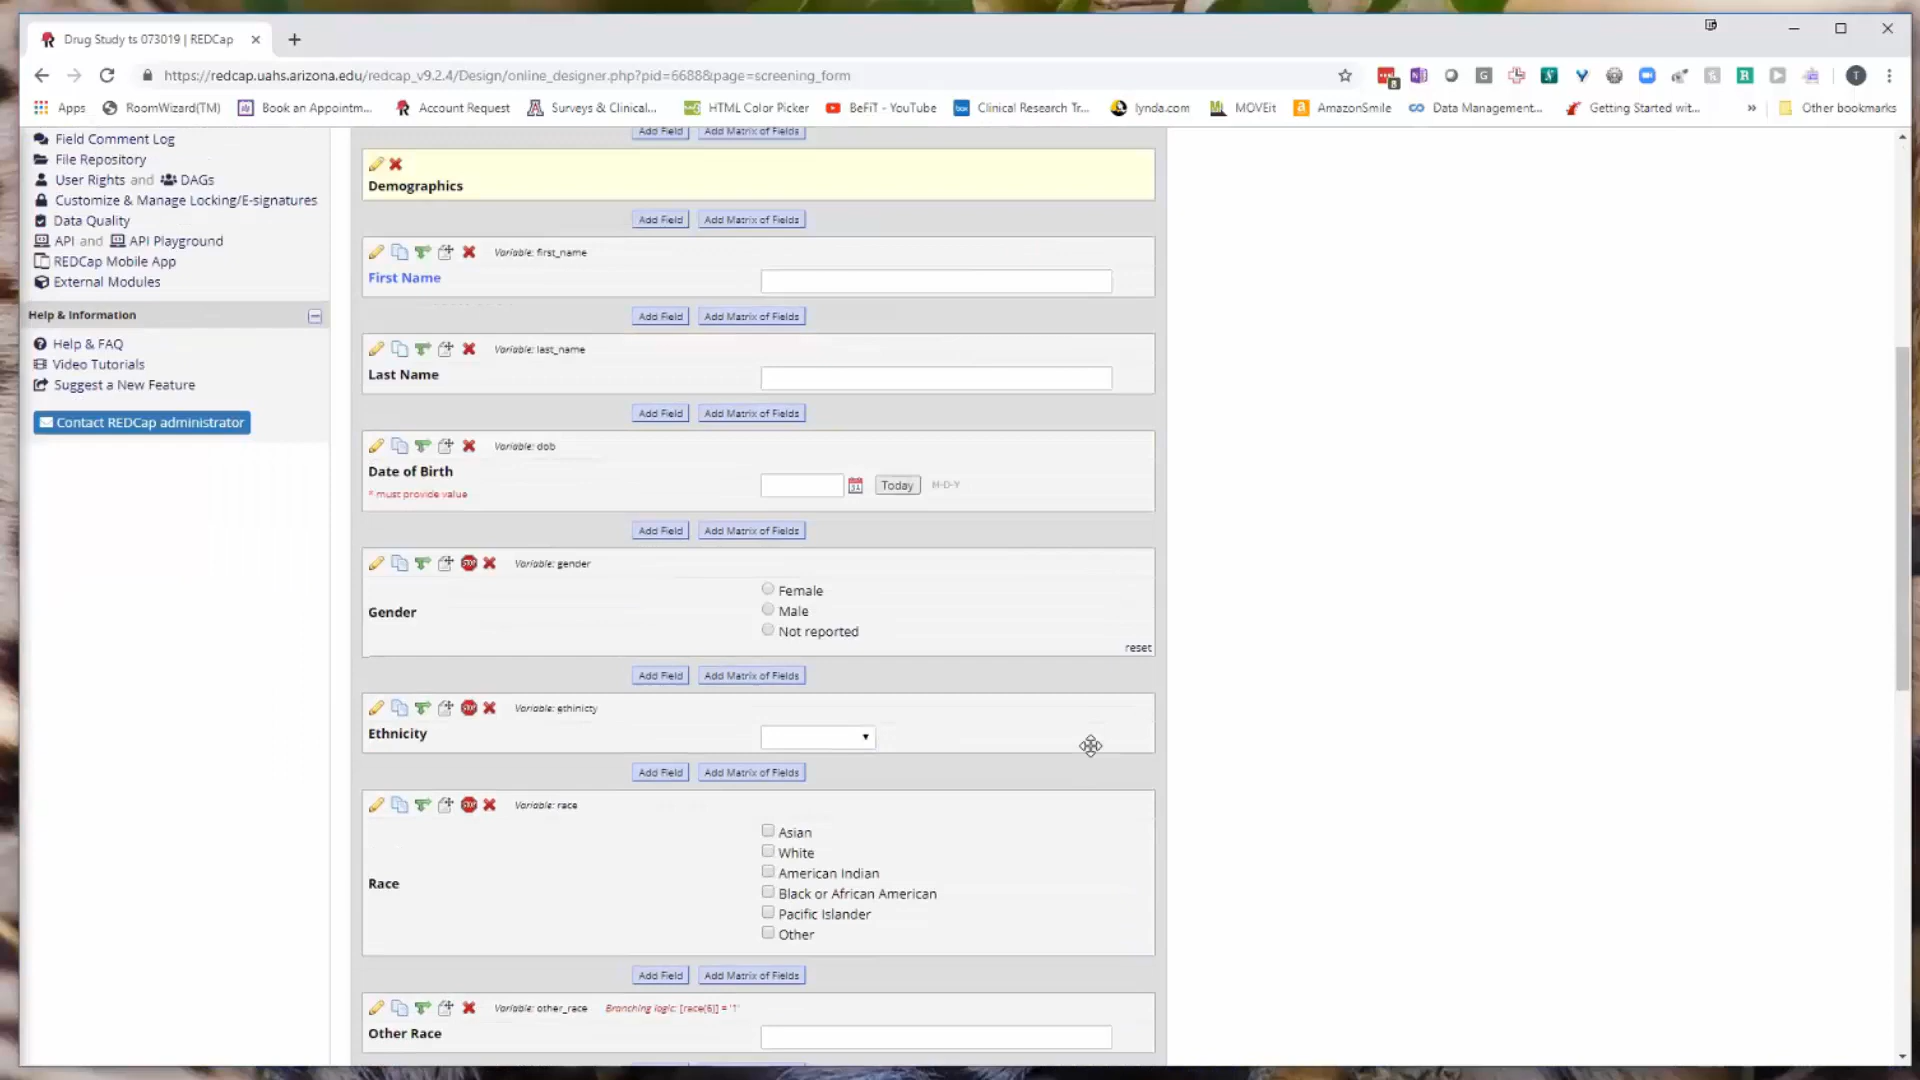 Drug Study ts 073019 | REDCap
https://redcap.uahs.arizona.edu/redcap_v9.2.4/Design/online_designer.php?pid=6688&page=screening_form
Apps RoomWizard(TM) Book an Appointm... Account Request Surveys & Clinical... HTML Color Picker BeFiT - YouTube Clinical Research Tr... lynda.com MOVEit AmazonSmile Data Management... Getting Started wit... » Other bookmarks
Field Comment Log
File Repository
User Rights and DAGs
Customize & Manage Locking/E-signatures
Data Quality
API and API Playground
REDCap Mobile App
External Modules
Help & Information
Help & FAQ
Video Tutorials
Suggest a New Feature
Contact REDCap administrator
Add Field Add Matrix of Fields
Demographics
Add Field Add Matrix of Fields
Variable: first_name
First Name
Add Field Add Matrix of Fields
Variable: last_name
Last Name
Add Field Add Matrix of Fields
Variable: dob
Date of Birth
* must provide value
Today M-D-Y
Add Field Add Matrix of Fields
STOP Variable: gender
Gender
Female
Male
Not reported
reset
Add Field Add Matrix of Fields
STOP Variable: ethinicty
Ethnicity
Add Field Add Matrix of Fields
STOP Variable: race
Race
Asian
White
American Indian
Black or African American
Pacific Islander
Other
Add Field Add Matrix of Fields
Variable: other_race Branching logic: [race(6)] = '1'
Other Race